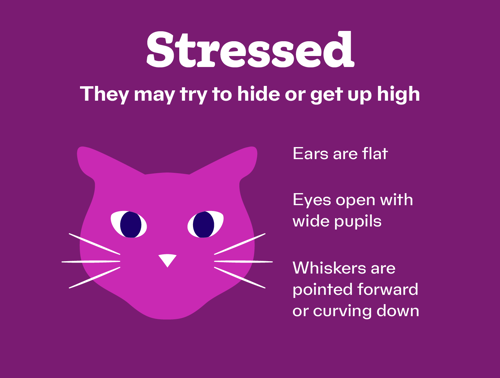 Stressed
They may try to hide or get up high
Ears are flat
Eyes open with
wide pupils
Whiskers are
pointed forward
or curving down